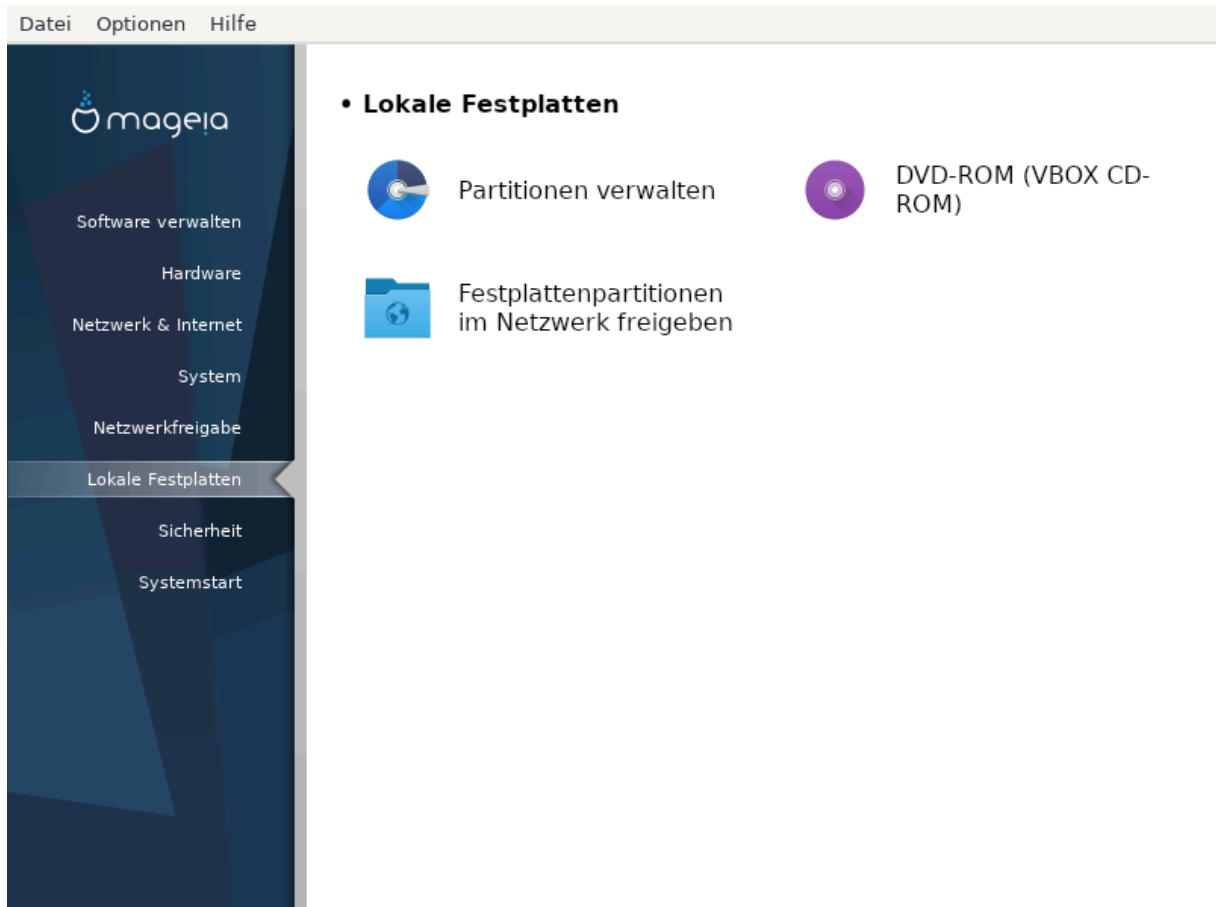 Datei Optionen Hilfe
mageia
Software verwalten
Hardware
Netzwerk & Internet
System
Netzwerkfreigabe
Lokale Festplatten
Sicherheit
Systemstart
• Lokale Festplatten
Partitionen verwalten
DVD-ROM (VBOX CD-
ROM)
Festplattenpartitionen
im Netzwerk freigeben